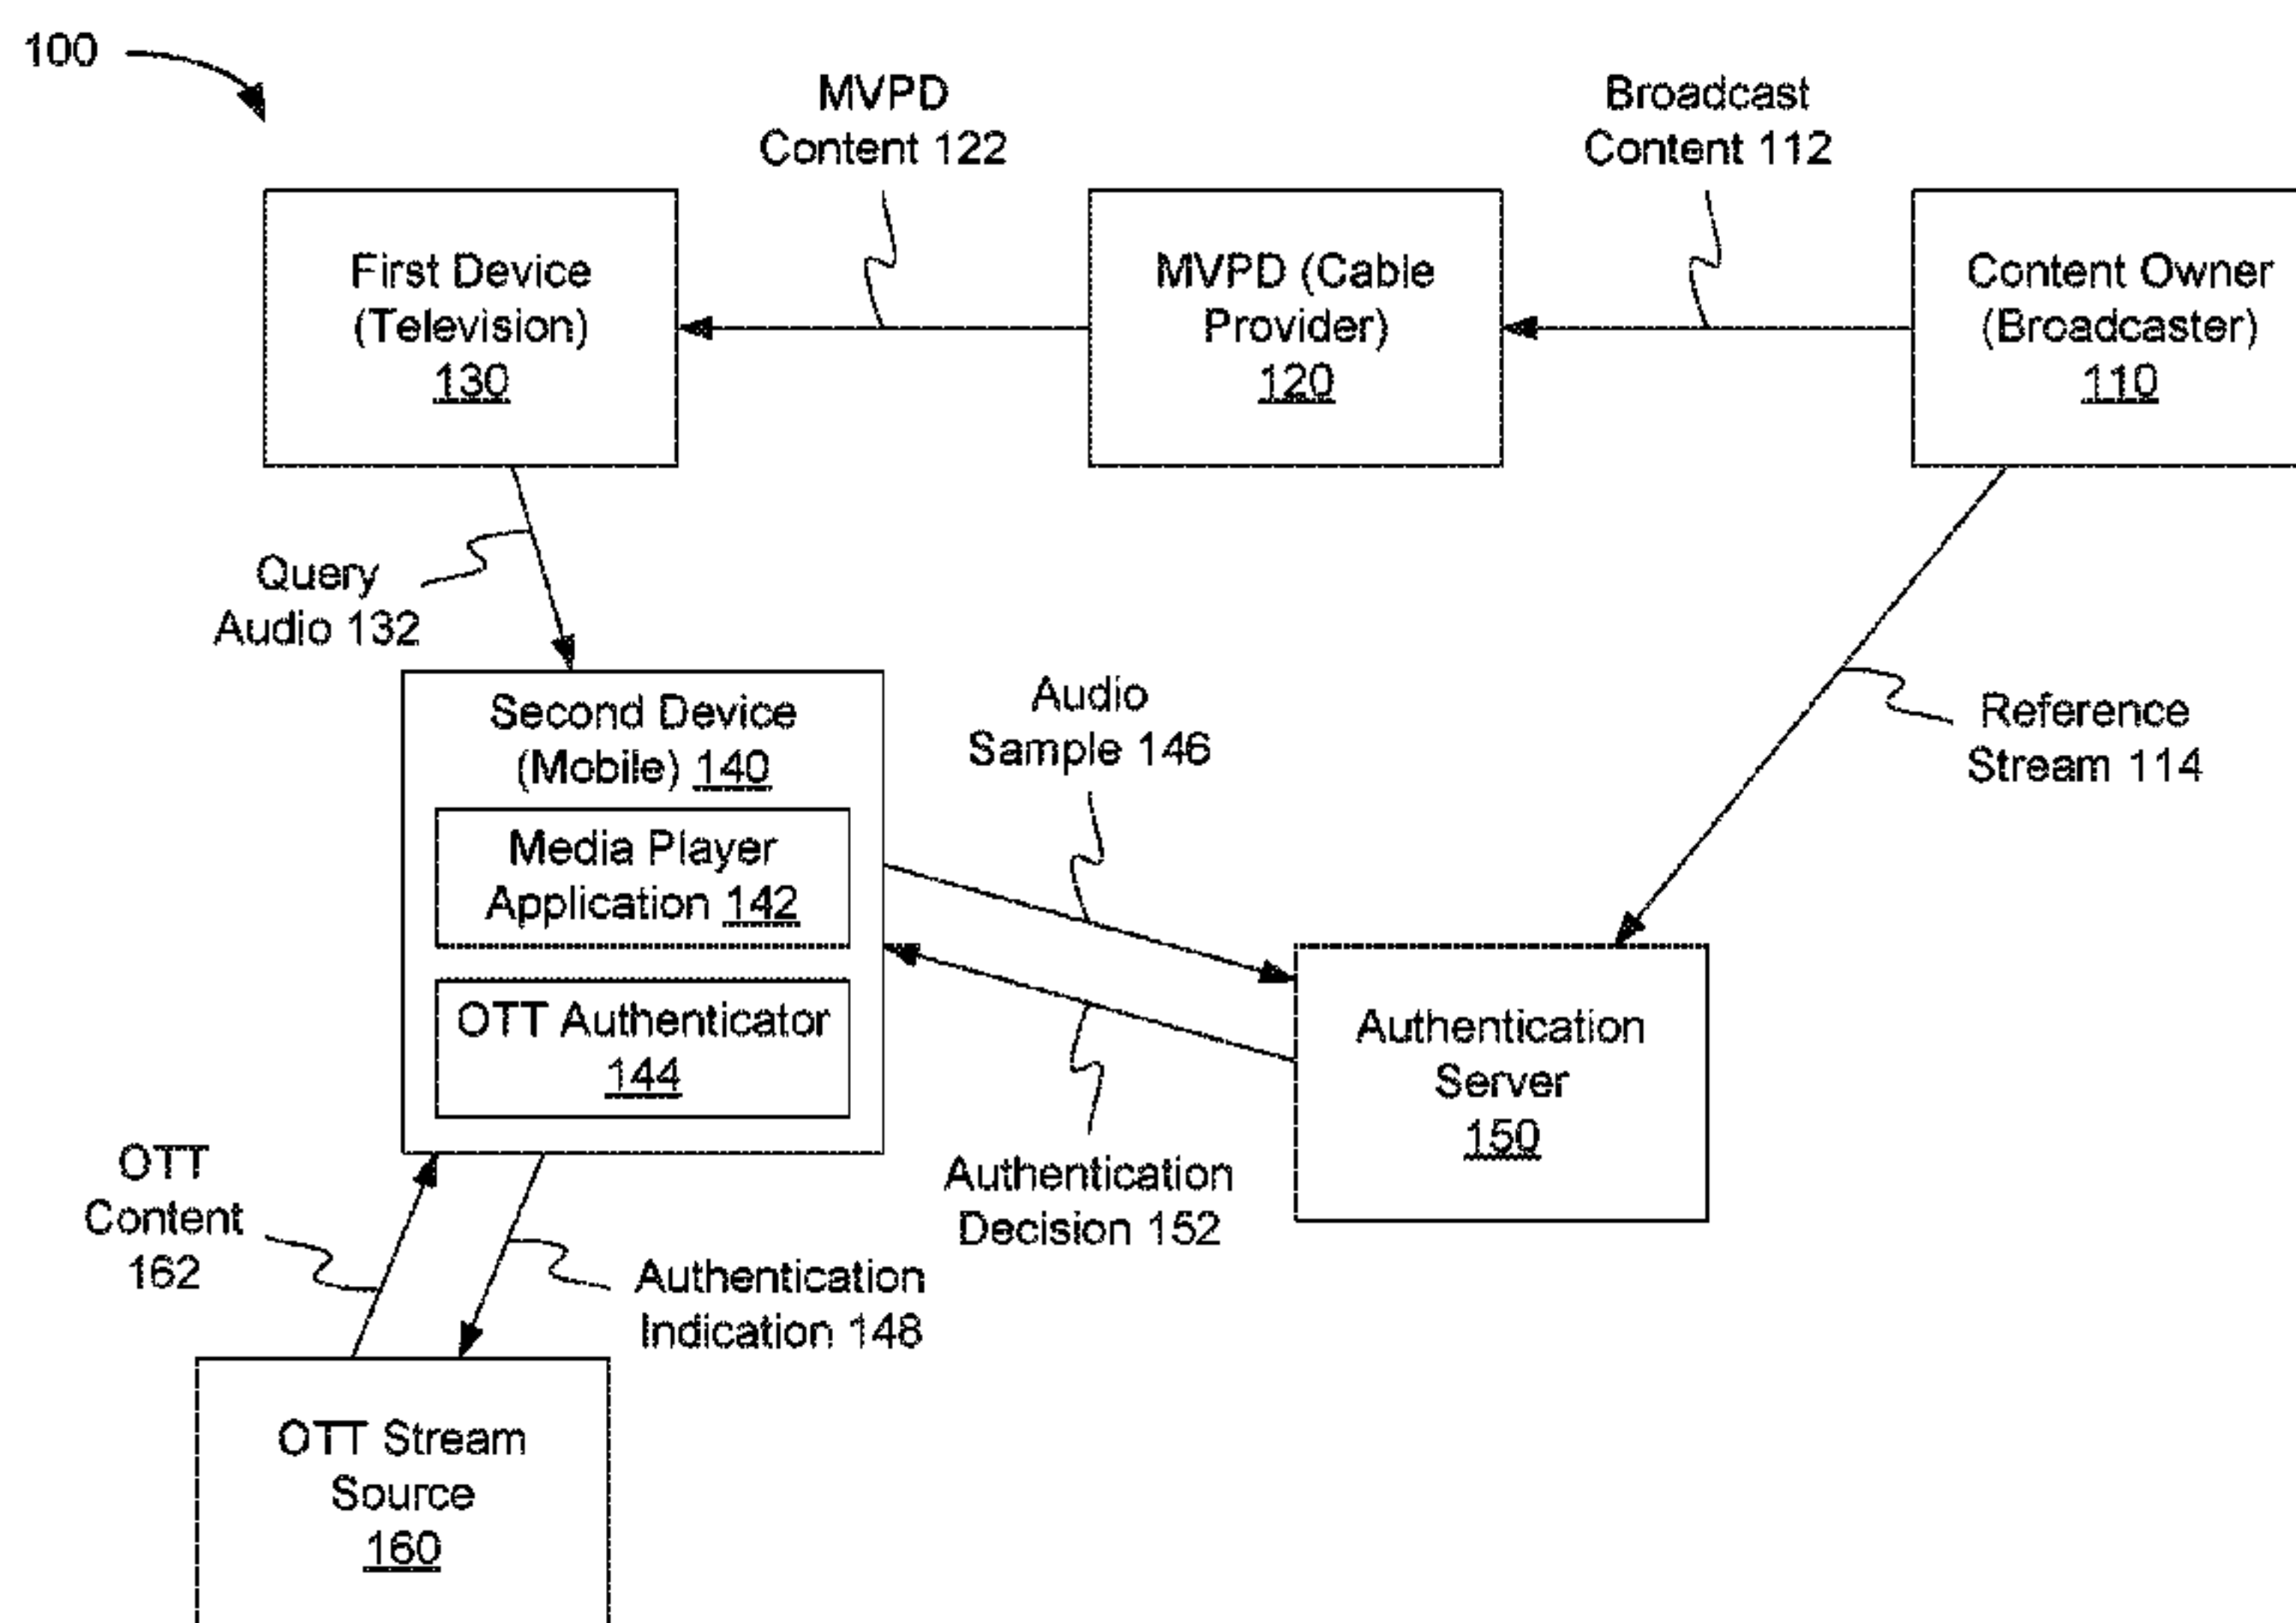 100
MVPD
Content 122
Broadcast
Content 112
First Device
(Television)
130
MVPD (Cable
Provider)
120
Content Owner
(Broadcaster)
110
Query
Audio 132
Second Device
(Mobile) 140
Media Player
Application 142
OTT Authenticator
144
Audio
Sample 146
Reference
Stream 114
Authentication
Server
150
Authentication
Decision 152
OTT
Content
162
Authentication
Indication 148
OTT Stream
Source
160